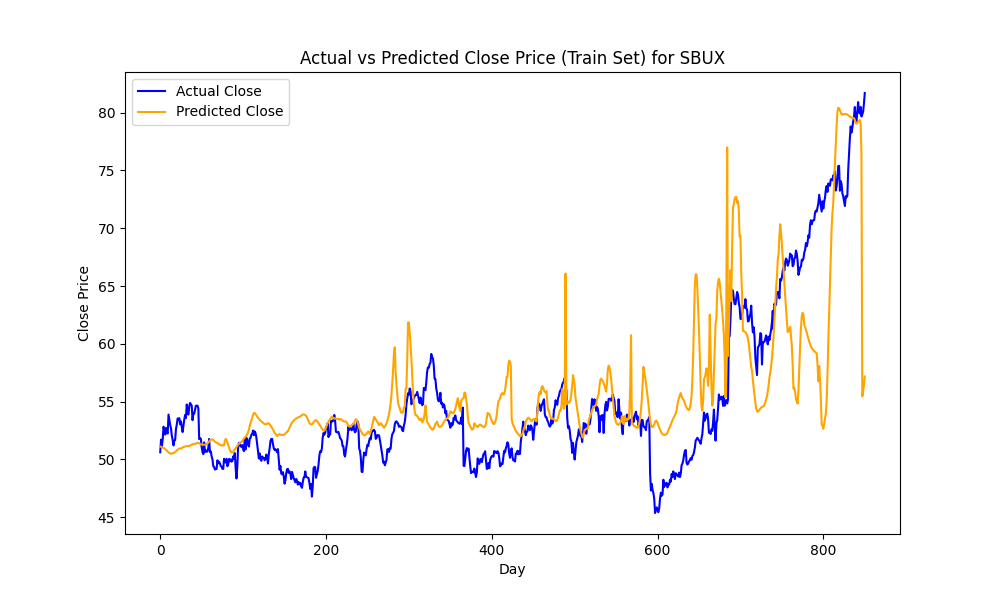 Actual vs Predicted Close Price (Train Set) for SBUX
Actual Close
Predicted Close
Close Price
80
75
70
65
60
55
50
45
0 200 400 600 800
Day